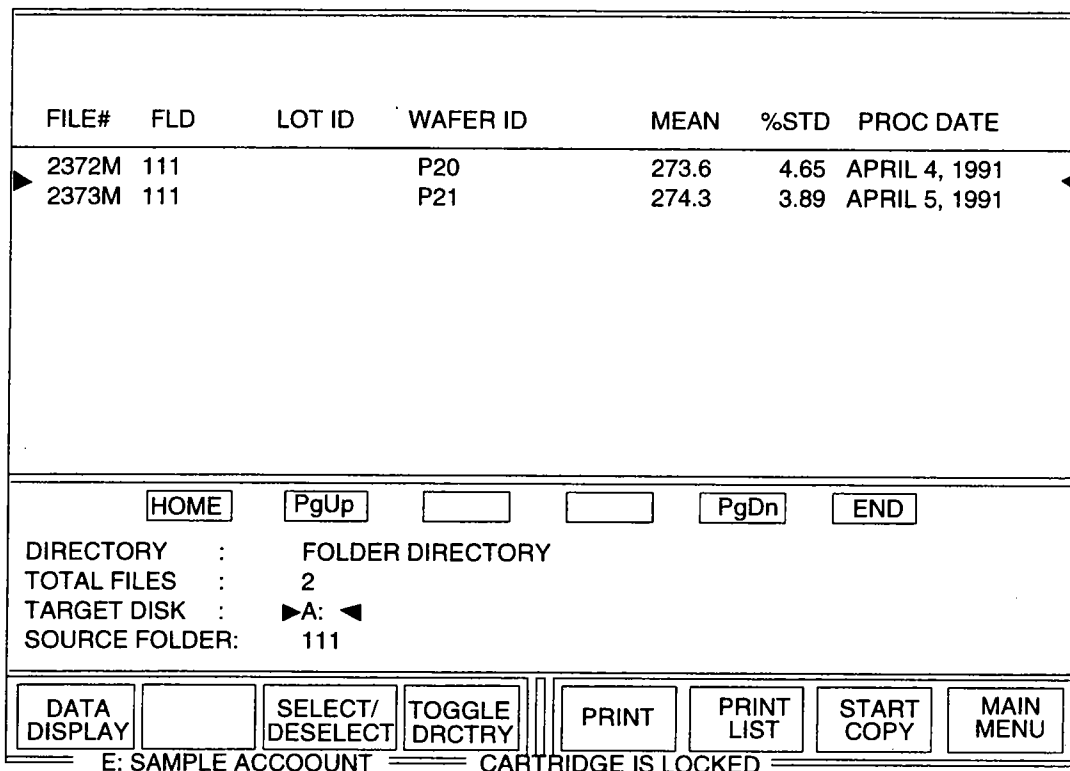 FILE# FLD LOT ID WAFER ID MEAN %STD PROC DATE
2372M 111 P20 273.6 4.65 APRIL 4, 1991
2373M 111 P21 274.3 3.89 APRIL 5, 1991
HOME PgUp PgDn END
DIRECTORY : FOLDER DIRECTORY
TOTAL FILES : 2
TARGET DISK : ▶A: ◀
SOURCE FOLDER: 111
DATA DISPLAY SELECT/ DESELECT TOGGLE DRCTRY PRINT PRINT LIST START COPY MAIN MENU
E: SAMPLE ACCOOUNT CARTRIDGE IS LOCKED